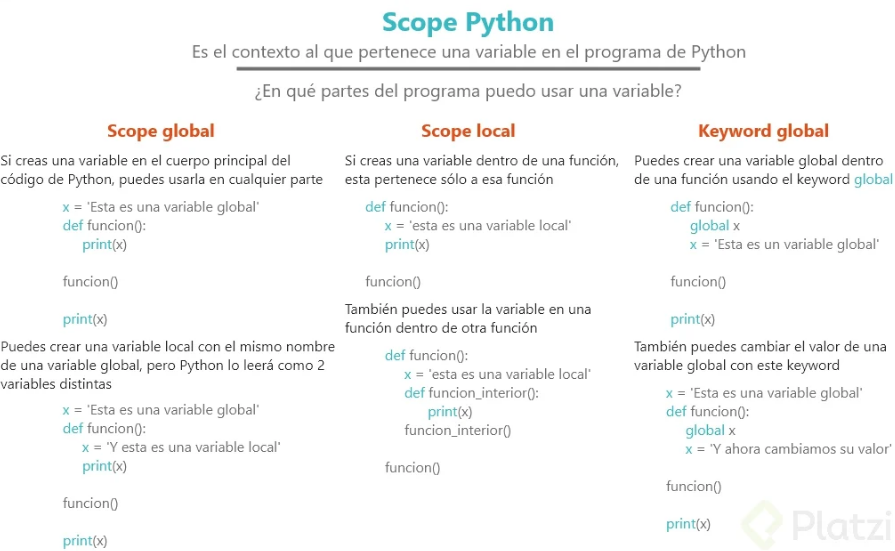 Scope Python
Es el contexto al que pertenece una variable en el programa de Python
¿En qué partes del programa puedo usar una variable?
Scope global
Si creas una variable en el cuerpo principal del
código de Python, puedes usarla en cualquier parte
x = 'Esta es una variable global'
def funcion():
print(x)
funcion()
print(x)
Puedes crear una variable local con el mismo nombre
de una variable global, pero Python lo leerá como 2
variables distintas
x = 'Esta es una variable global'
def funcion():
x = 'Y esta es una variable local'
print(x)
funcion()
print(x)
Scope local
Si creas una variable dentro de una función,
esta pertenece sólo a esa función
def funcion():
x = 'esta es una variable local'
print(x)
funcion()
También puedes usar la variable en una
función dentro de otra función
def funcion():
x = 'esta es una variable local'
def funcion_interior():
print(x)
funcion_interior()
funcion()
Keyword global
Puedes crear una variable global dentro
de una función usando el keyword global
def funcion():
global x
x = 'Esta es un variable global'
funcion()
print(x)
También puedes cambiar el valor de una
variable global con este keyword
x = 'Esta es una variable global'
def funcion():
global x
x = 'Y ahora cambiamos su valor'
funcion()
print(x)
Platzi